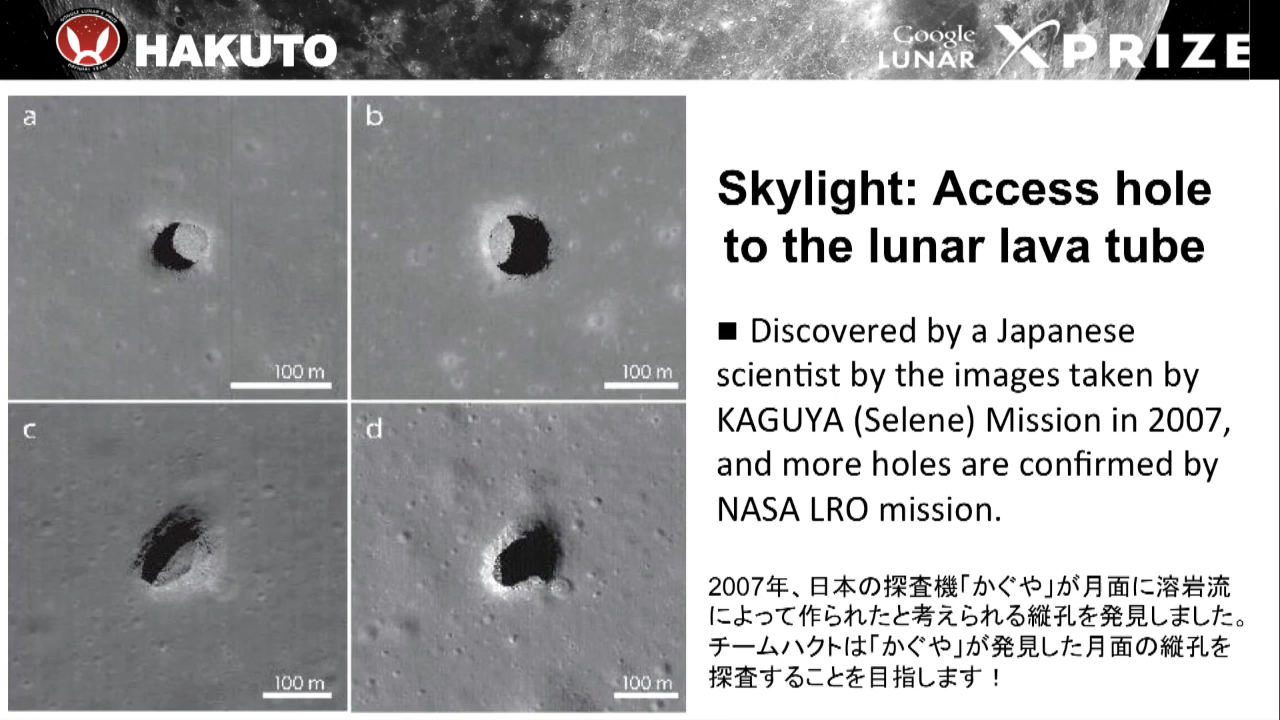 HAKUTO
Google
LUNAR XPRIZE
a
b
100 m
100 m
c
d
100 m
100 m
Skylight: Access hole
to the lunar lava tube
■ Discovered by a Japanese
scientist by the images taken by
KAGUYA (Selene) Mission in 2007,
and more holes are confirmed by
NASA LRO mission.
2007年、日本の探査機「かぐや」が月面に溶岩流
によって作られたと考えられる縦孔を発見しました。
チームハクトは「かぐや」が発見した月面の縦孔を
探査することを目指します！